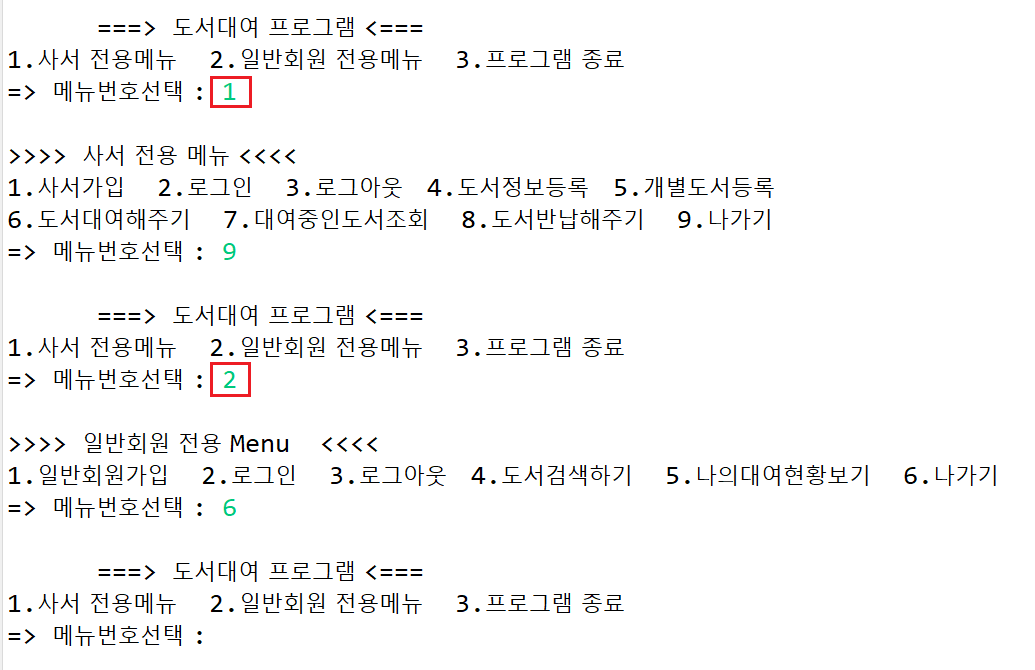 ===> 도서대여 프로그램 <===
1.사서 전용메뉴  2.일반회원 전용메뉴  3.프로그램 종료
=> 메뉴번호선택 : 1
>>>> 사서 전용 메뉴 <<<<
1.사서가입  2.로그인  3.로그아웃  4.도서정보등록  5.개별도서등록
6.도서대여해주기  7.대여중인도서조회  8.도서반납해주기  9.나가기
=> 메뉴번호선택 : 9
===> 도서대여 프로그램 <===
1.사서 전용메뉴  2.일반회원 전용메뉴  3.프로그램 종료
=> 메뉴번호선택 : 2
>>>> 일반회원 전용 Menu  <<<<
1.일반회원가입  2.로그인  3.로그아웃  4.도서검색하기  5.나의대여현황보기  6.나가기
=> 메뉴번호선택 : 6
===> 도서대여 프로그램 <===
1.사서 전용메뉴  2.일반회원 전용메뉴  3.프로그램 종료
=> 메뉴번호선택 :